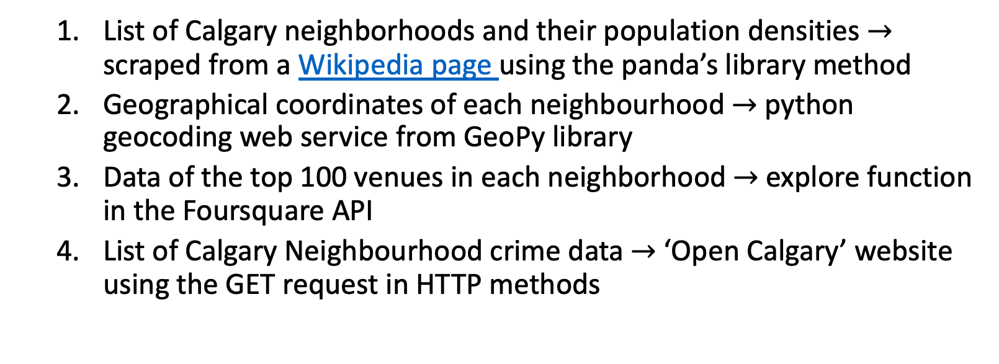 1. List of Calgary neighborhoods and their population densities →
scraped from a Wikipedia page using the panda’s library method
2. Geographical coordinates of each neighbourhood → python
geocoding web service from GeoPy library
3. Data of the top 100 venues in each neighborhood → explore function
in the Foursquare API
4. List of Calgary Neighbourhood crime data → ‘Open Calgary’ website
using the GET request in HTTP methods